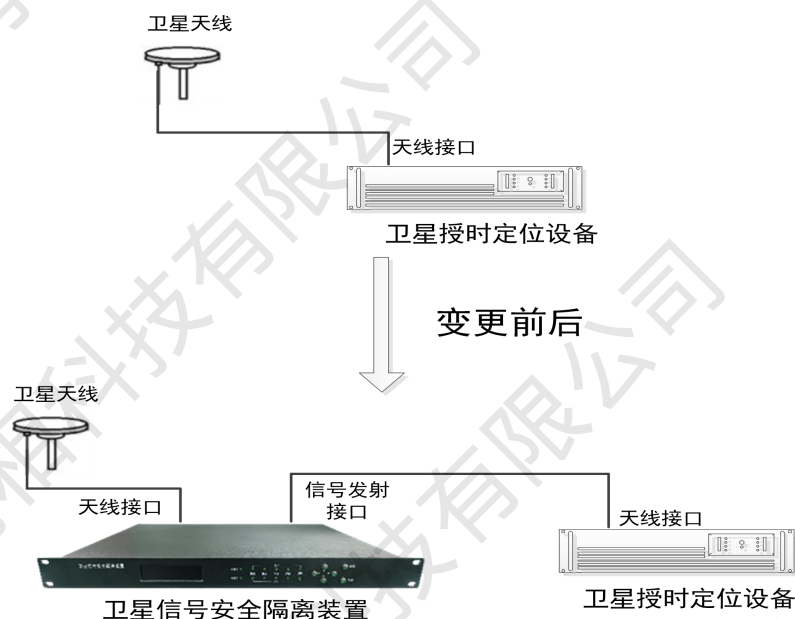 卫星天线
天线接口
卫星授时定位设备
变更前后
卫星天线
天线接口
信号发射
接口
天线接口
卫星信号安全隔离装置
卫星授时定位设备